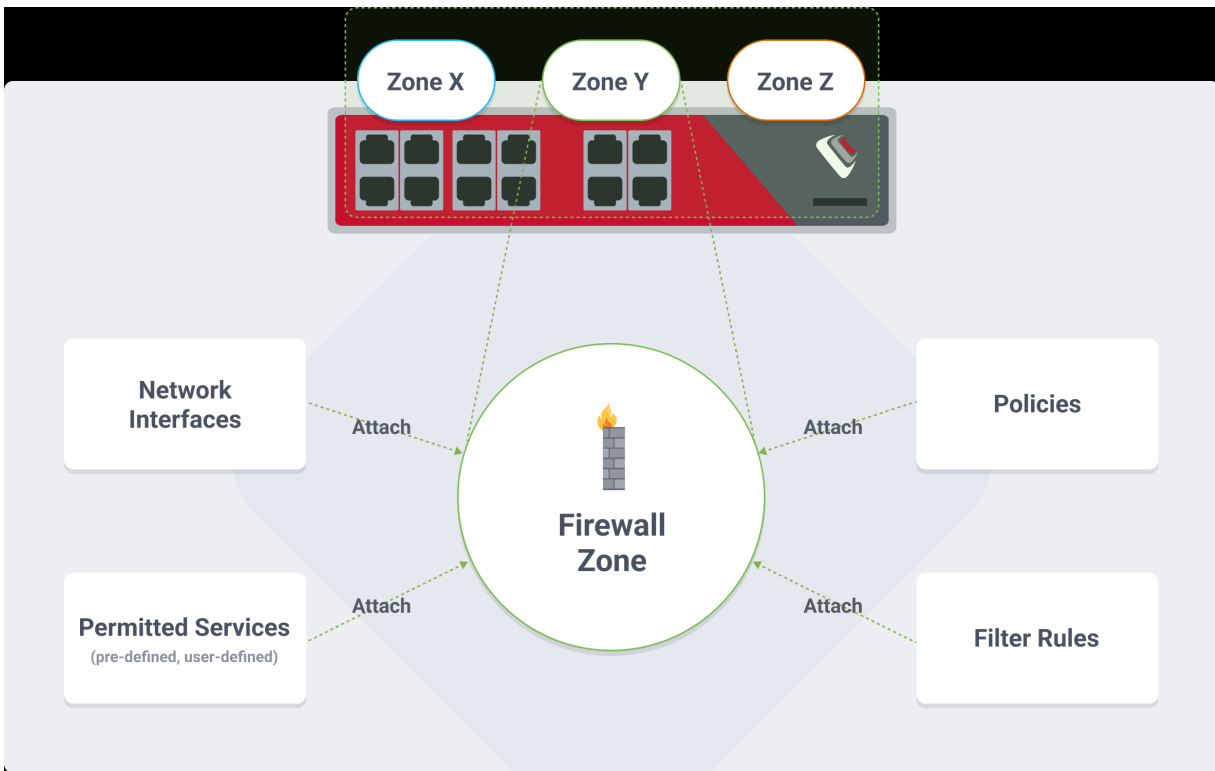 Zone X
Zone Y
Zone Z
Network
Interfaces
Policies
Attach
Attach
Firewall
Zone
Attach
Attach
Permitted Services
(pre-defined, user-defined)
Filter Rules